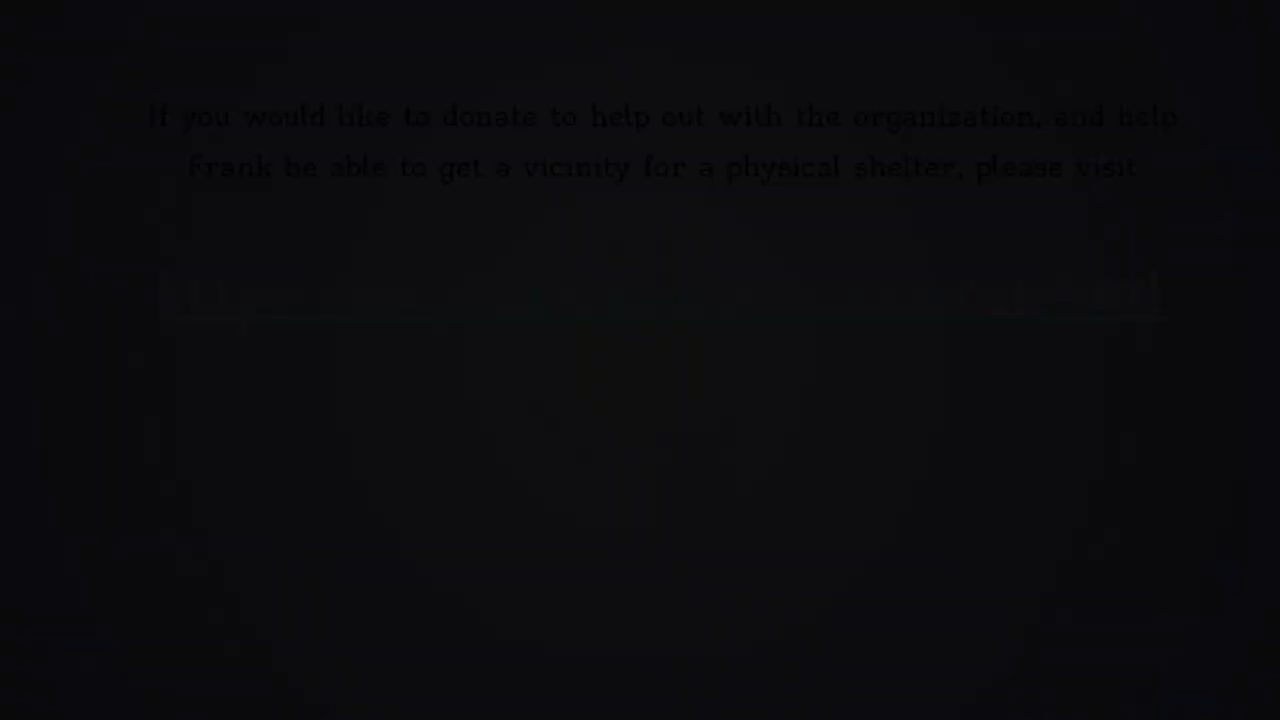 If you would like to donate to help out with the organization, and help
Frank be able to get a vicinity for a physical shelter, please visit